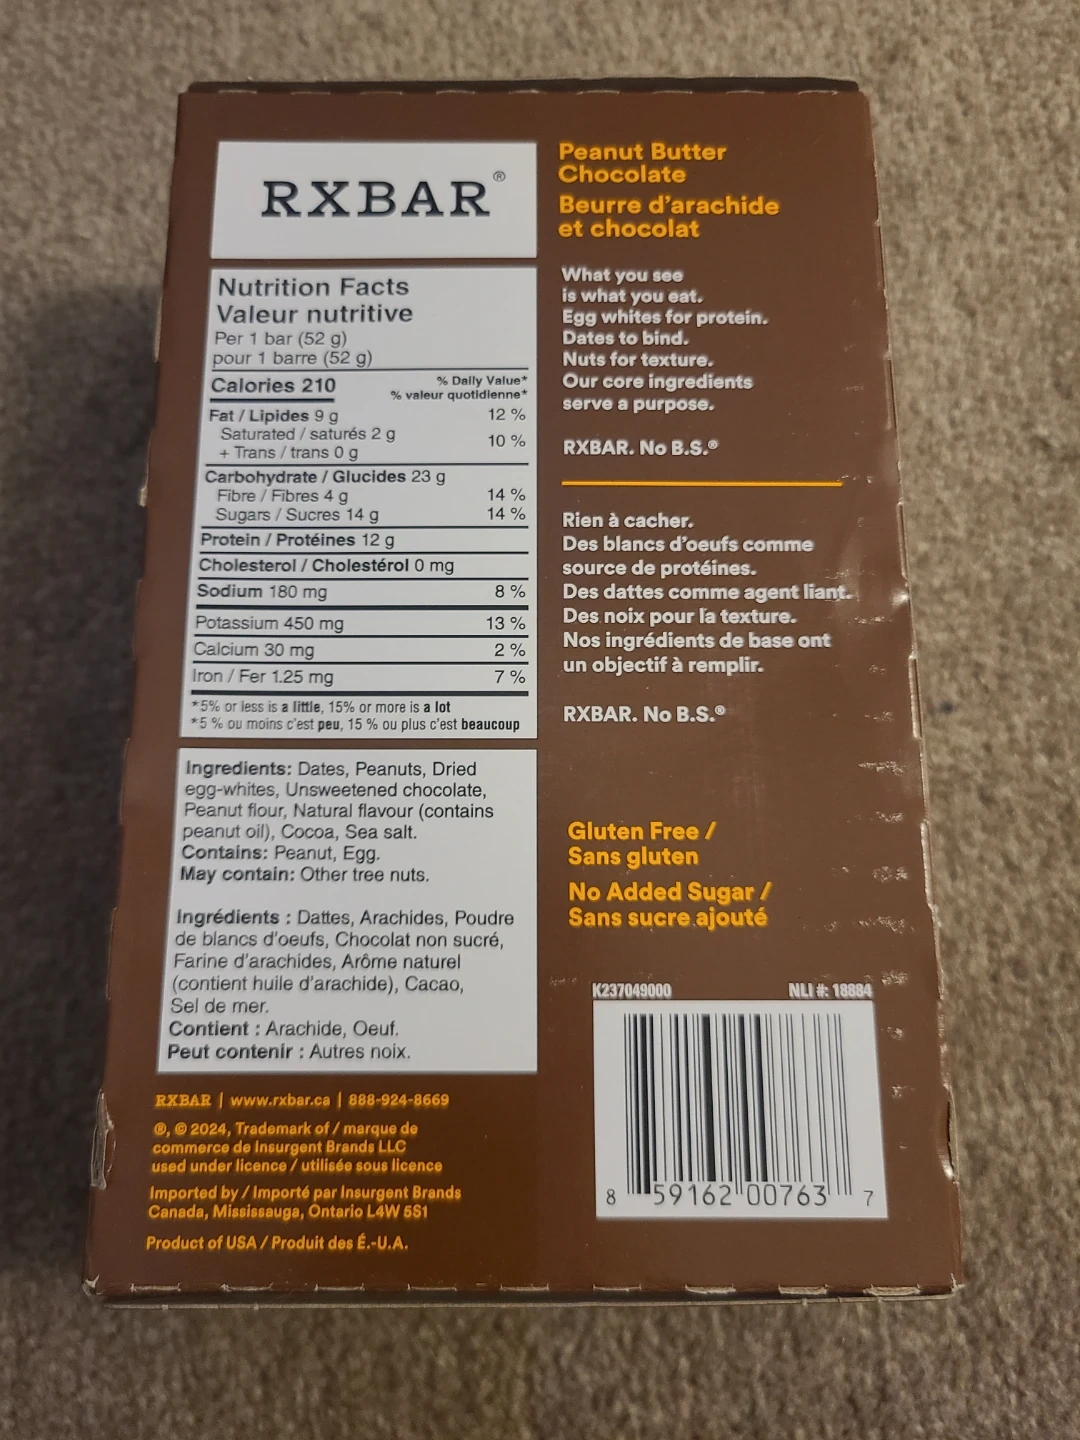 RXBAR®
Nutrition Facts
Valeur nutritive
Per 1 bar (52 g)
pour 1 barre (52 g)
Calories 210
% Daily Value*
% valeur quotidienne*
Fat / Lipides 9 g 12 %
Saturated / saturés 2 g
+ Trans / trans 0 g 10 %
Carbohydrate / Glucides 23 g
Fibre / Fibres 4 g 14 %
Sugars / Sucres 14 g 14 %
Protein / Protéines 12 g
Cholesterol / Cholestérol 0 mg
Sodium 180 mg 8 %
Potassium 450 mg 13 %
Calcium 30 mg 2 %
Iron / Fer 1.25 mg 7 %
*5% or less is a little, 15% or more is a lot
*5 % ou moins c'est peu, 15 % ou plus c'est beaucoup
Ingredients: Dates, Peanuts, Dried
egg-whites, Unsweetened chocolate,
Peanut flour, Natural flavour (contains
peanut oil), Cocoa, Sea salt.
Contains: Peanut, Egg.
May contain: Other tree nuts.
Ingrédients : Dattes, Arachides, Poudre
de blancs d'oeufs, Chocolat non sucré,
Farine d'arachides, Arôme naturel
(contient huile d'arachide), Cacao,
Sel de mer.
Contient : Arachide, Oeuf.
Peut contenir : Autres noix.
RXBAR | www.rxbar.ca | 888-924-8669
®, © 2024, Trademark of / marque de
commerce de Insurgent Brands LLC
used under licence / utilisée sous licence
Imported by / Importé par Insurgent Brands
Canada, Mississauga, Ontario L4W 5S1
Product of USA / Produit des É.-U.A.
Peanut Butter
Chocolate
Beurre d'arachide
et chocolat
What you see
is what you eat.
Egg whites for protein.
Dates to bind.
Nuts for texture.
Our core ingredients
serve a purpose.
RXBAR. No B.S.®
Rien à cacher.
Des blancs d'oeufs comme
source de protéines.
Des dattes comme agent liant.
Des noix pour la texture.
Nos ingrédients de base ont
un objectif à remplir.
RXBAR. No B.S.®
Gluten Free /
Sans gluten
No Added Sugar /
Sans sucre ajouté
K237049000 NLI #: 18884
8 59162 00763 7